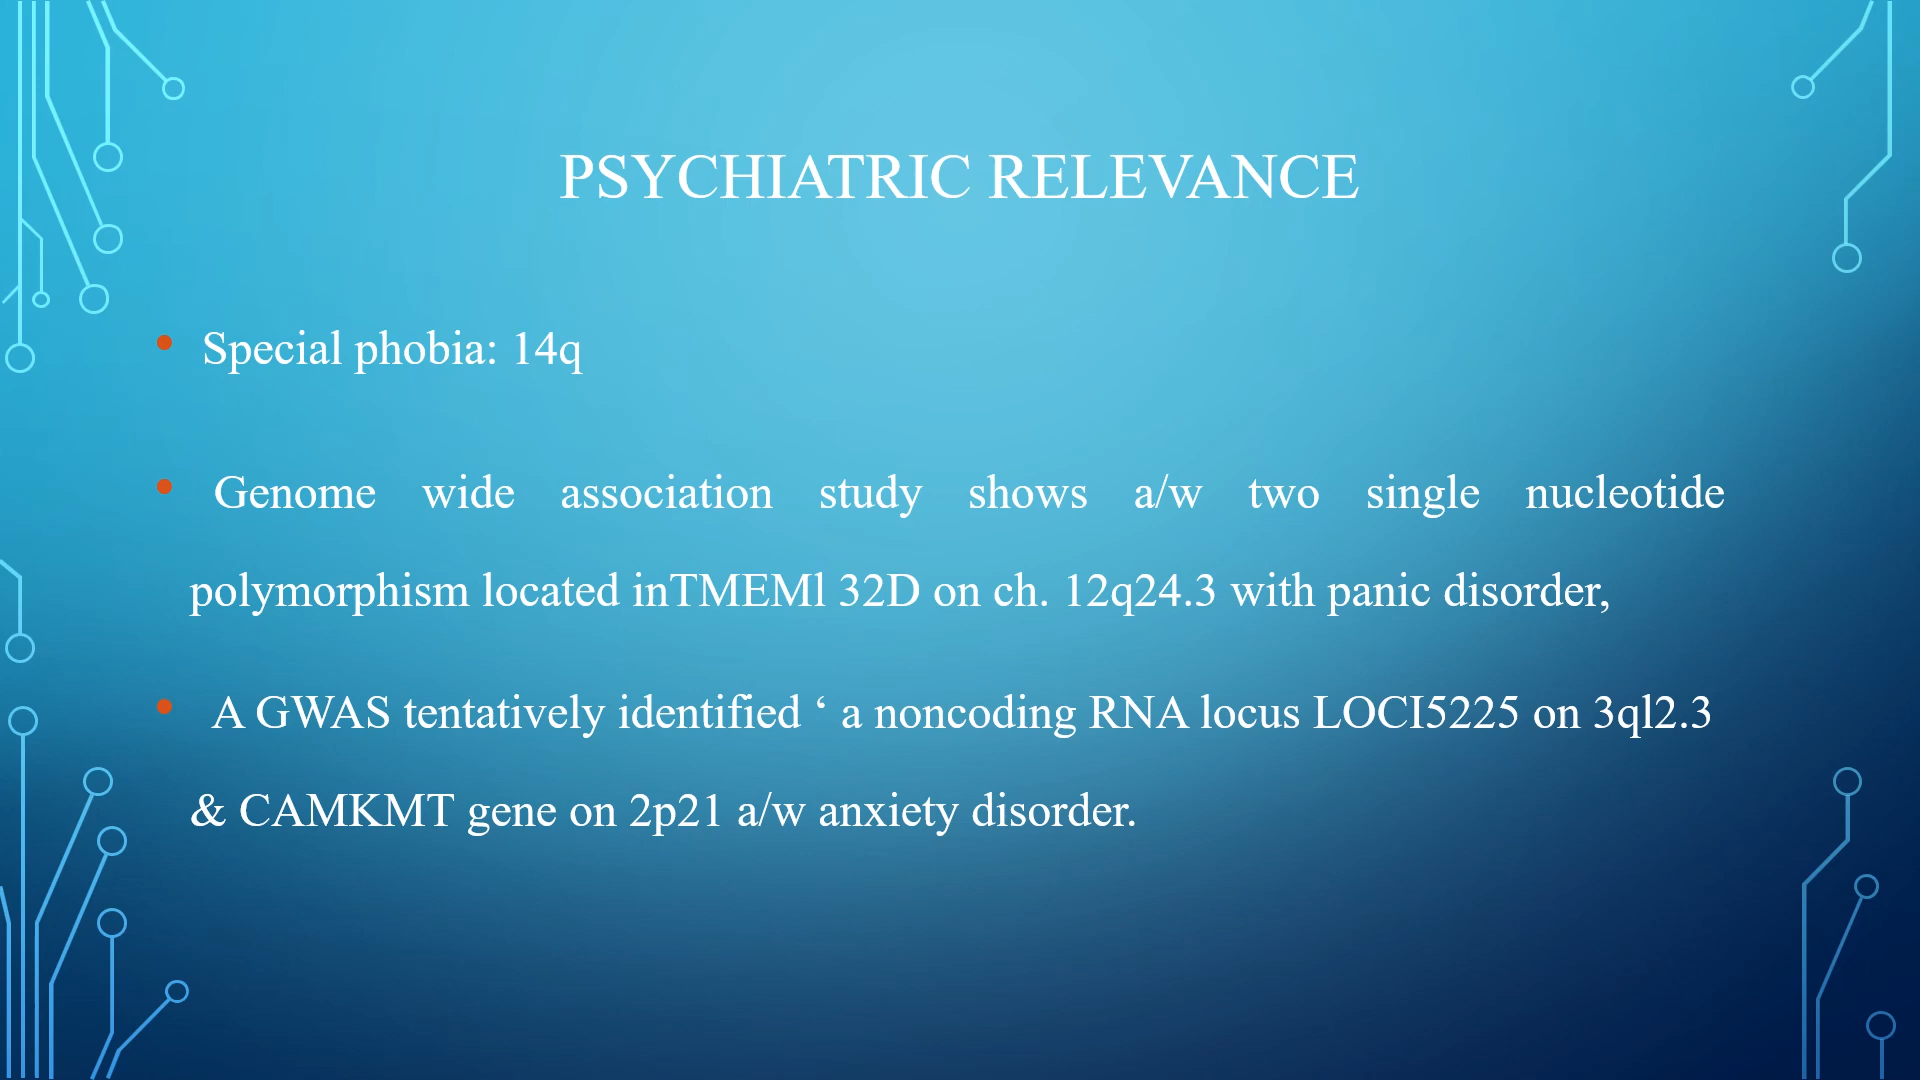 PSYCHIATRIC RELEVANCE
• Special phobia: 14q
• Genome wide association study shows a/w two single nucleotide
polymorphism located inTMEMl 32D on ch. 12q24.3 with panic disorder,
• A GWAS tentatively identified ‘ a noncoding RNA locus LOCI5225 on 3ql2.3
& CAMKMT gene on 2p21 a/w anxiety disorder.